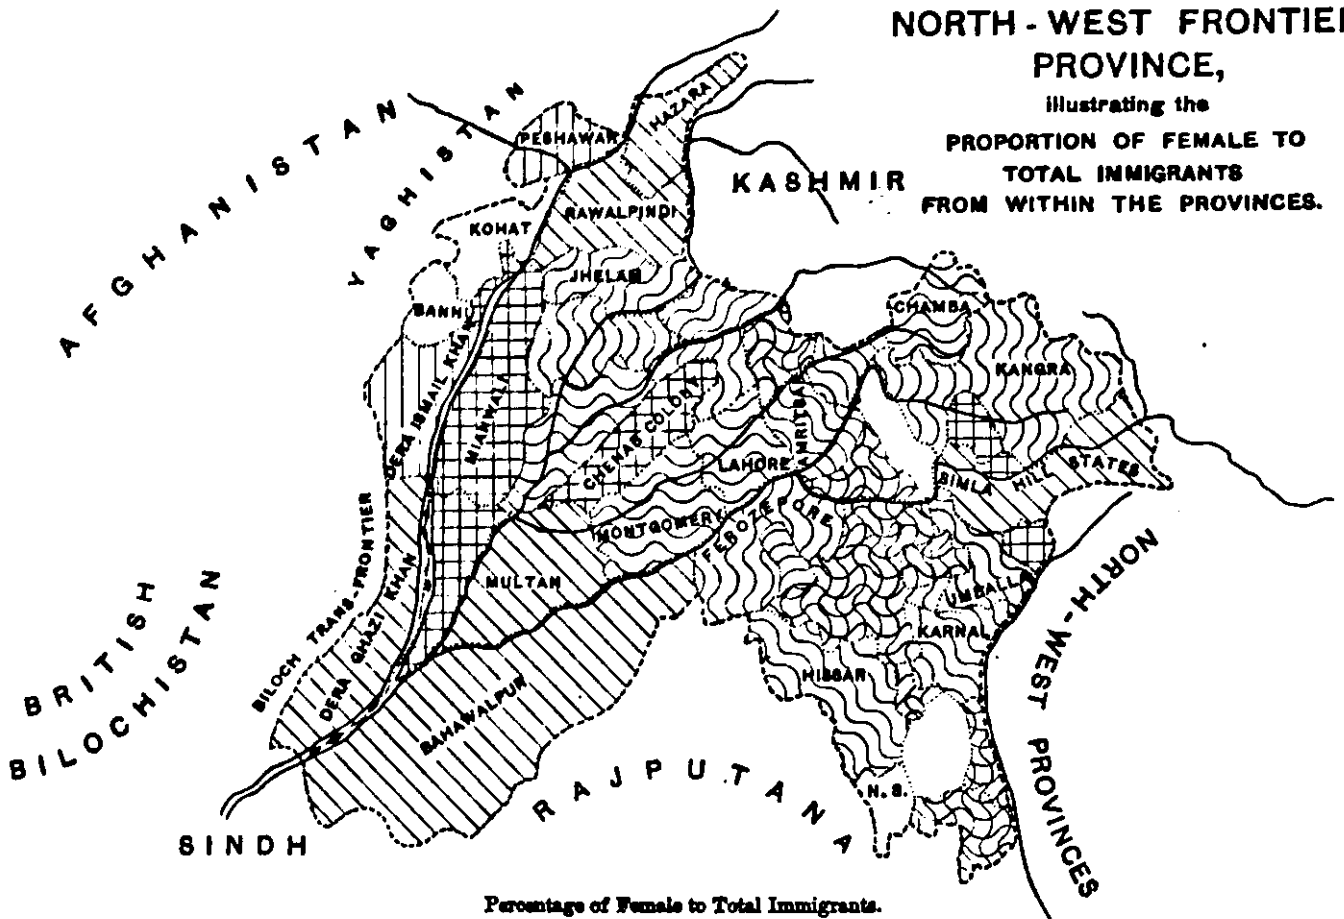 NORTH-WEST FRONTIE
PROVINCE,
illustrating the
PROPORTION OF FEMALE TO
TOTAL IMMIGRANTS
FROM WITHIN THE PROVINCES.
AFGHANISTAN
YAGHISTAN
PESHAWAR
HAZARA
KASHMIR
RAWALPINDI
KOHAT
JHELAM
BANNU
CHAMBA
KANGRA
DERA ISMAIL KHAN
MIANWALI
CHENAB COLONY
AMRITSAR
LAHORE
SIMLA HILL STATES
MONTGOMERY
FEROZEPORE
MULTAN
UMBALLA
KARNAL
HISSAR
BILOCH TRANS-FRONTIER
DERA GHAZI KHAN
BAHAWALPUR
N.S.
NORTH-WEST PROVINCES
BRITISH
BILOCHISTAN
RAJPUTANA
SINDH
Percentage of Female to Total Immigrants.